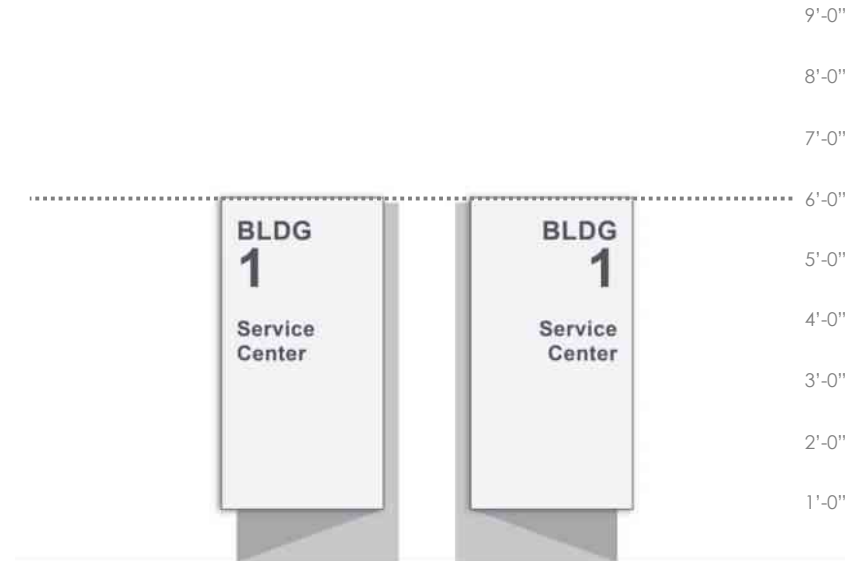 9’-0”
8’-0”
7’-0”
6’-0”
BLDG
1
Service
Center
BLDG
1
Service
Center
5’-0”
4’-0”
3’-0”
2’-0”
1’-0”